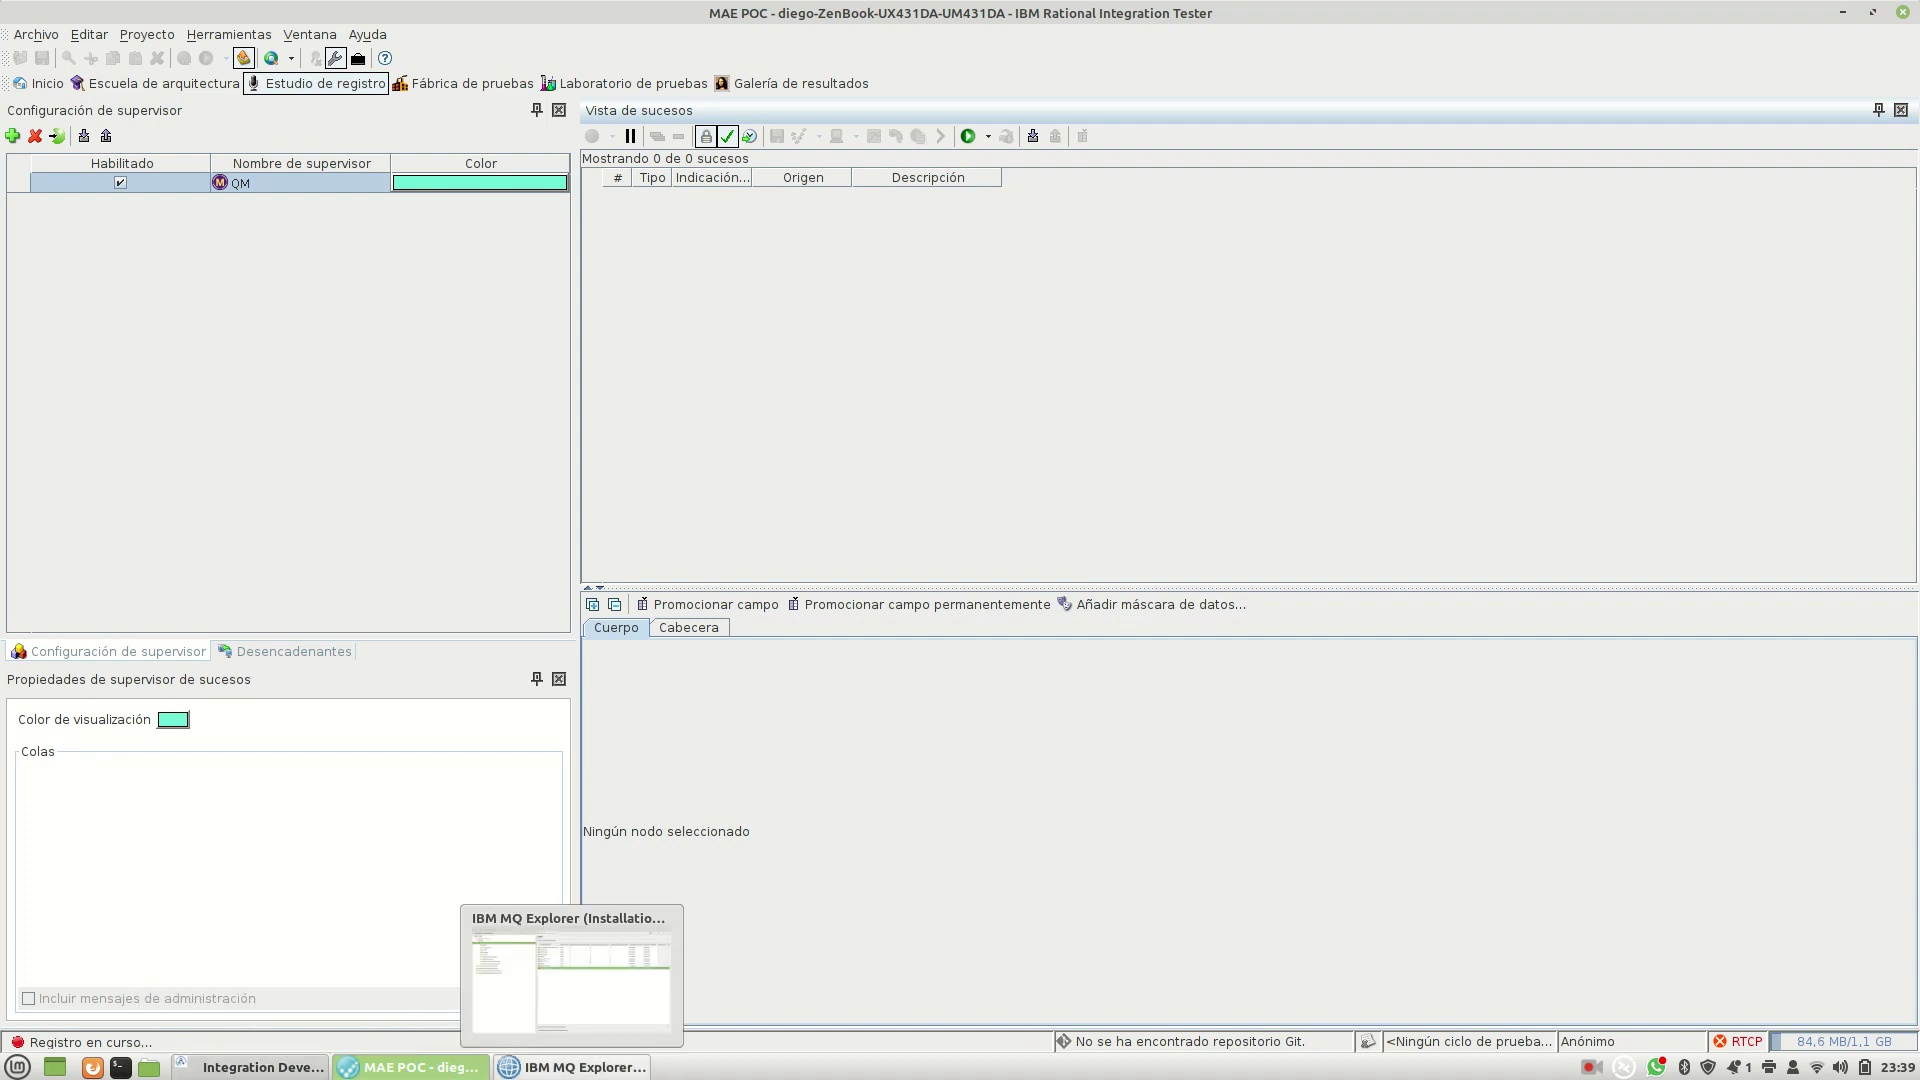 MAE POC - diego-ZenBook-UX431DA-UM431DA - IBM Rational Integration Tester
Archivo Editar Proyecto Herramientas Ventana Ayuda
Inicio Escuela de arquitectura Estudio de registro Fábrica de pruebas Laboratorio de pruebas Galería de resultados
Configuración de supervisor
Habilitado Nombre de supervisor Color
QM
Configuración de supervisor Desencadenantes
Propiedades de supervisor de sucesos
Color de visualización
Colas
Incluir mensajes de administración
Vista de sucesos
Mostrando 0 de 0 sucesos
# Tipo Indicación... Origen Descripción
Promocionar campo Promocionar campo permanentemente Añadir máscara de datos...
Cuerpo Cabecera
Ningún nodo seleccionado
IBM MQ Explorer (Installatio...
Registro en curso... No se ha encontrado repositorio Git. <Ningún ciclo de prueba... Anónimo RTCP 84,6 MB/1,1 GB
Integration Deve... MAE POC - dieg... IBM MQ Explorer... 1 23:39